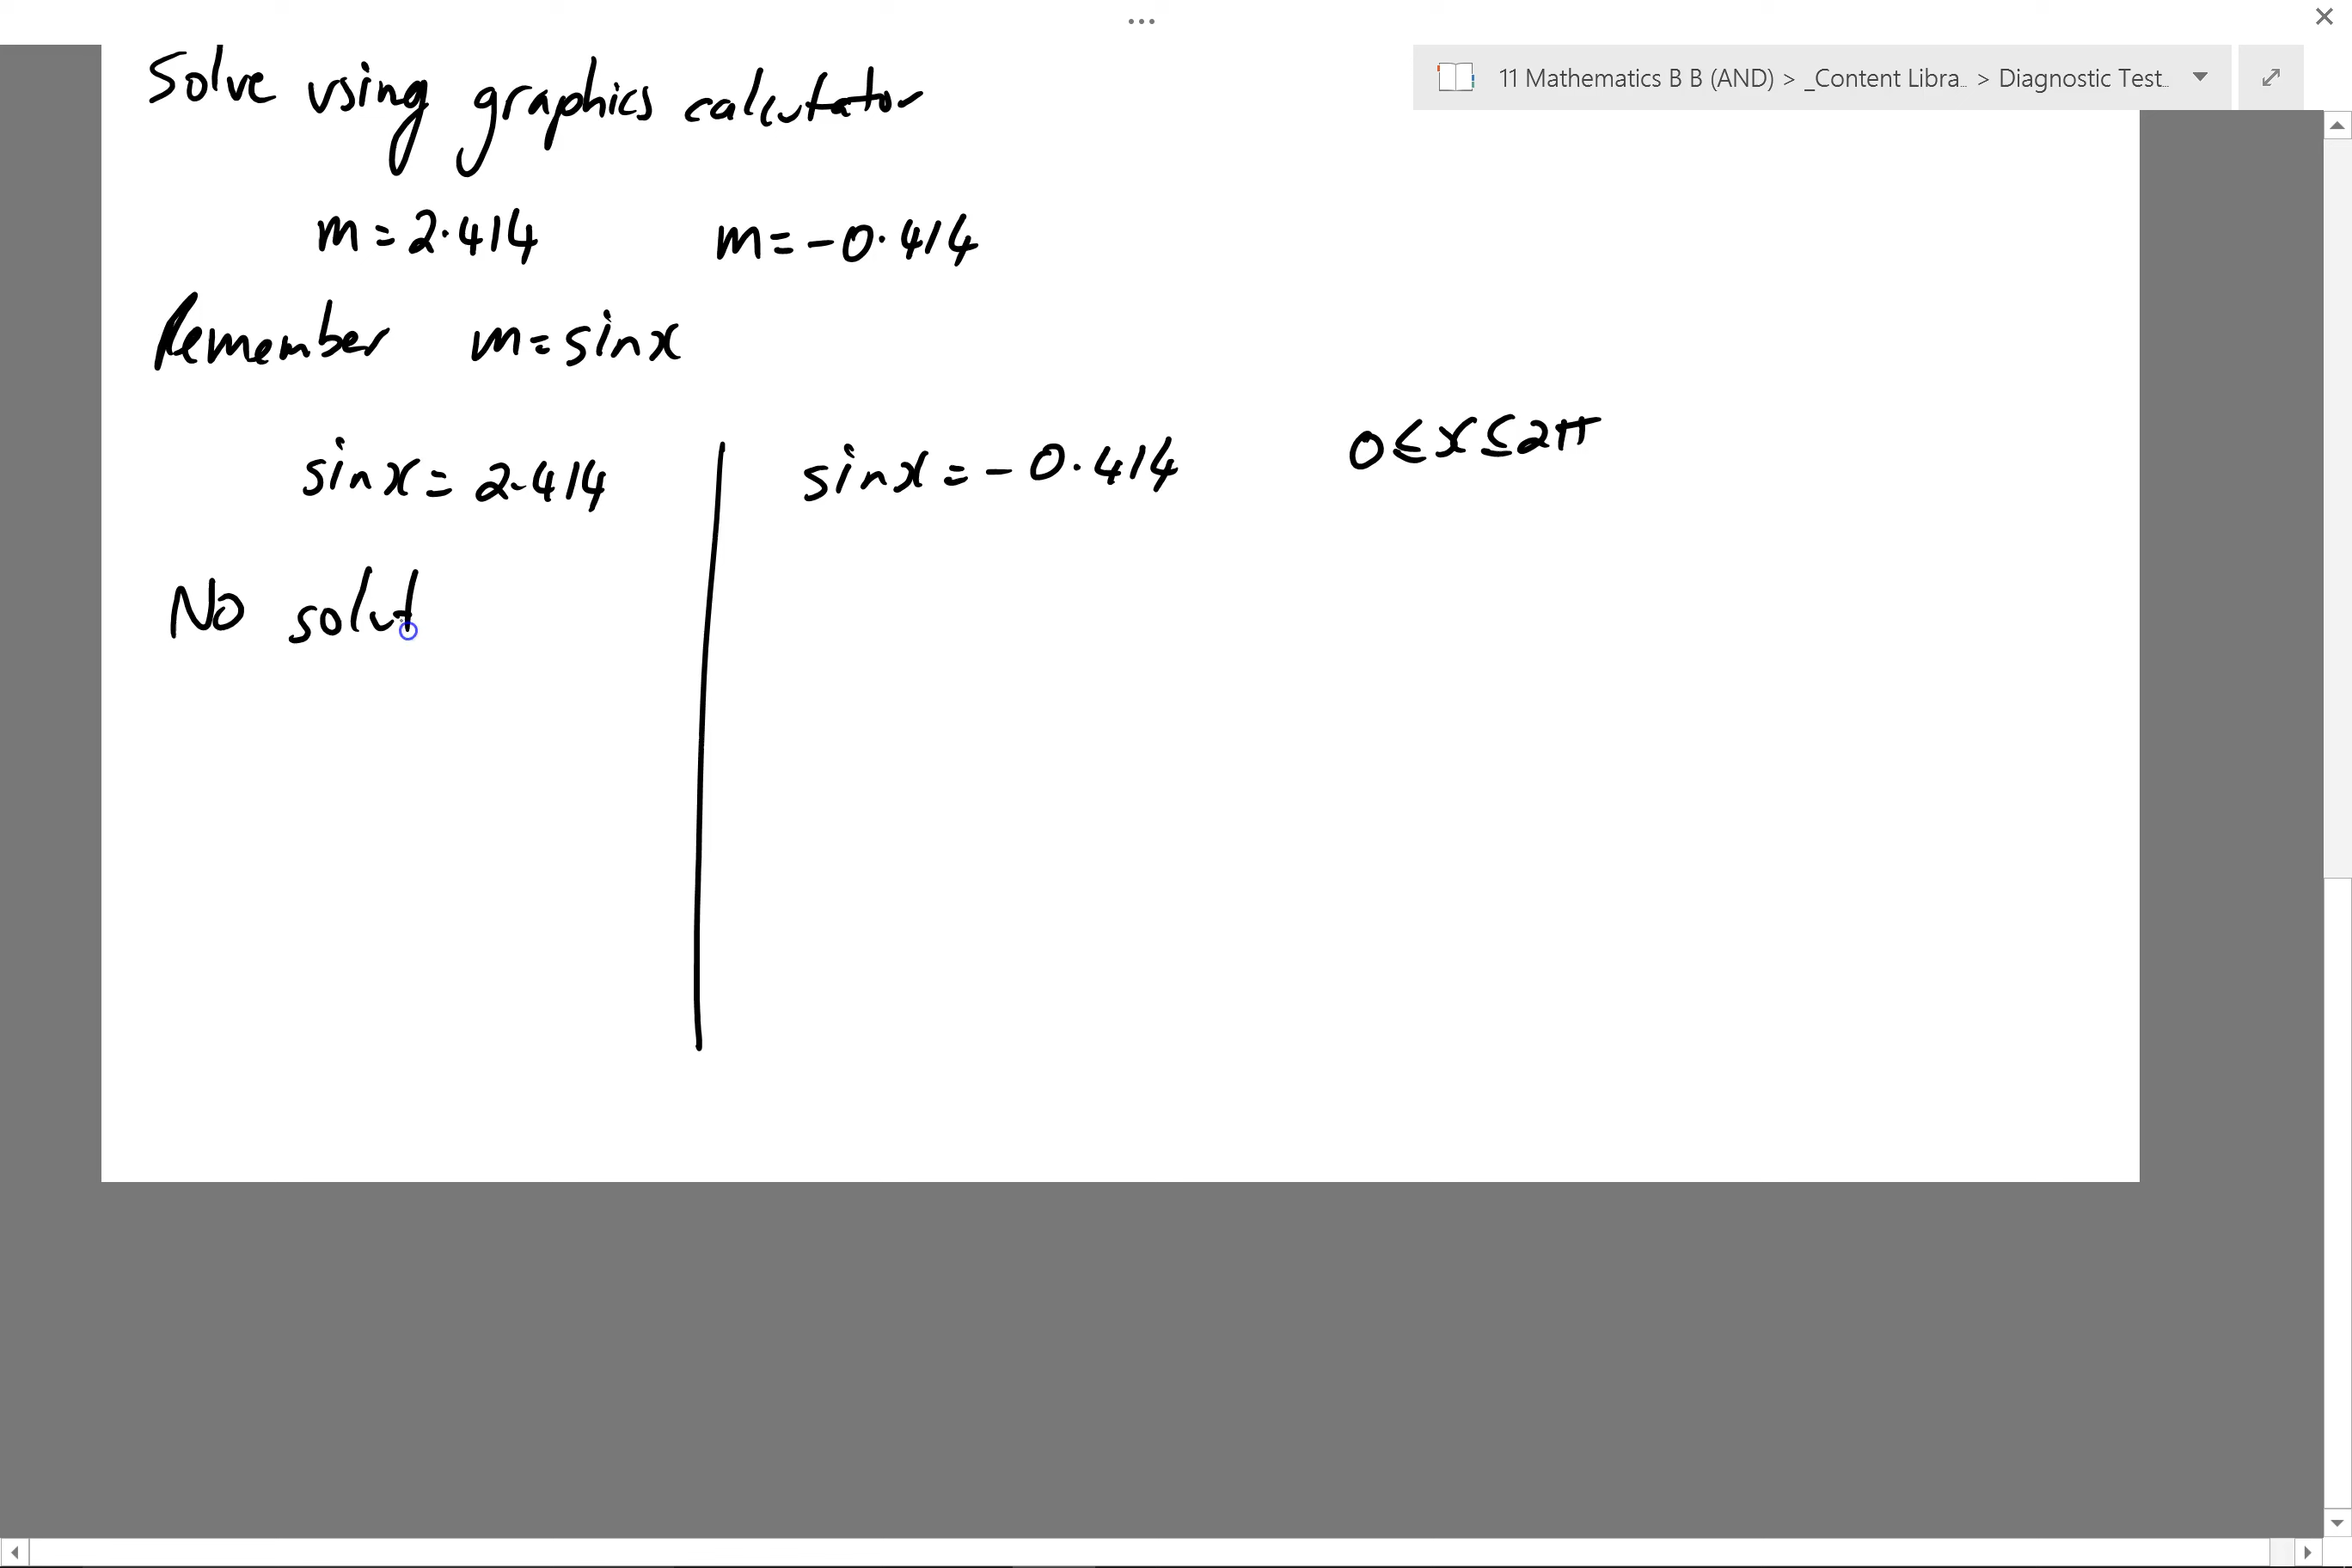 ...
11 Mathematics B B (AND) > _Content Libra... > Diagnostic Test...
Solve using graphics calculator
m = 2.414 m = -0.414
Remember m = sinx
sinx = 2.414 sinx = -0.414 0≤x≤2π
No solut